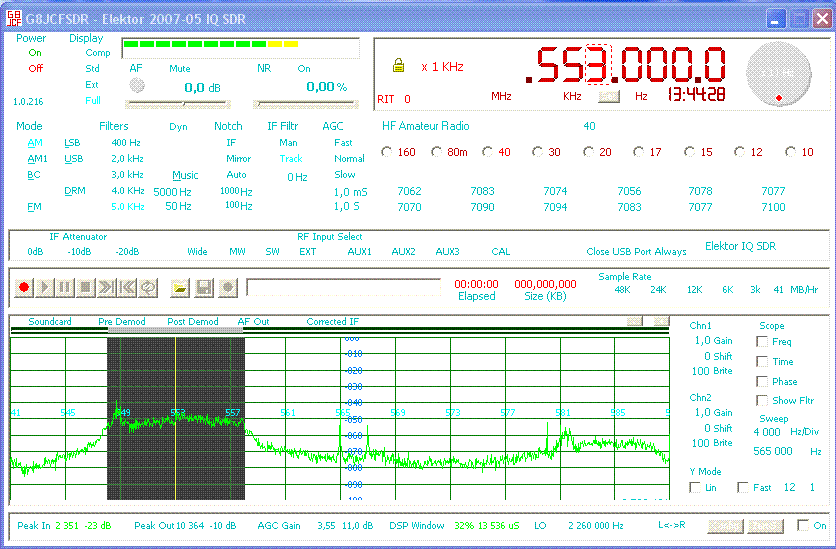 G8JCFSDR - Elektor 2007-05 IQ SDR
G8
JCF
Power Display
On Comp
Off Std AF Mute NR On
Ext 0,0 dB 0,00 %
1.0.216 Full
x 1 KHz .553.000.0
RIT 0 MHz KHz Hz 13:44:28
Mode Filters Dyn Notch IF Filtr AGC HF Amateur Radio 40
AM LSB 400 Hz IF Man Fast 160 80m 40 30 20 17 15 12 10
AM1 USB 2,0 kHz Mirror Track Normal
BC 3,0 kHz Music Auto 0 Hz Slow
DRM 4.0 KHz 5000 Hz 1000Hz 1,0 mS 7062 7083 7074 7056 7078 7077
FM 5.0 KHz 50 Hz 100Hz 1,0 S 7070 7090 7094 7083 7077 7100
IF Attenuator RF Input Select
0dB -10dB -20dB Wide MW SW EXT AUX1 AUX2 AUX3 CAL Close USB Port Always Elektor IQ SDR
00:00:00 000,000,000 Sample Rate
Elapsed Size (KB) 48K 24K 12K 6K 3k 41 MB/Hr
Soundcard Pre Demod Post Demod AF Out Corrected IF
-010
-020
-030
-040
41 545 549 553 557 561 565 569 573 577 581 585
-050
-060
-070
-080
-090
Chn1 Scope
1,0 Gain Freq
0 Shift Time
100 Brite Phase
Chn2 Show Fltr
1,0 Gain Sweep
0 Shift 4 000 Hz/Div
100 Brite 565 000 Hz
Y Mode
Lin Fast 12 1
Peak In 2 351 -23 dB Peak Out 10 364 -10 dB AGC Gain 3,55 11,0 dB DSP Window 32% 13 536 uS LO 2 260 000 Hz L<->R On